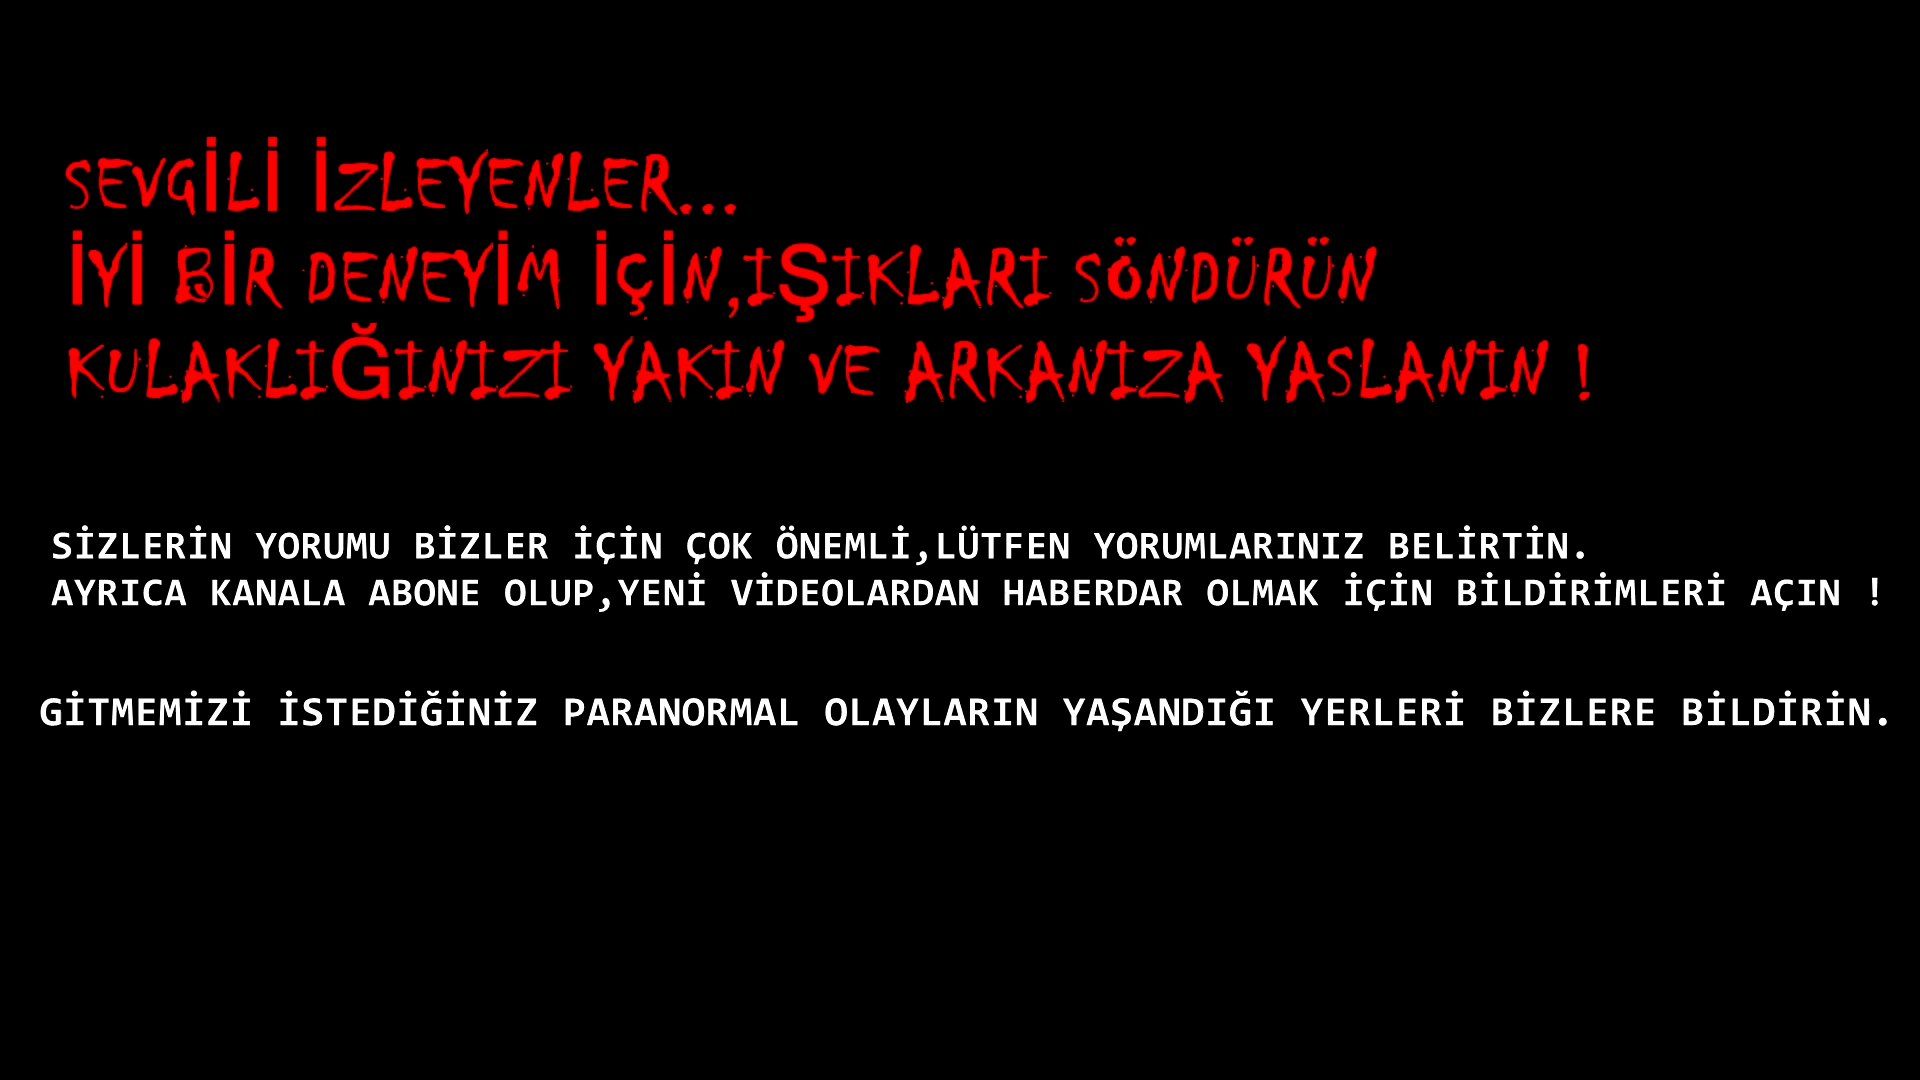 SEVGİLİ İZLEYENLER...
İYİ BİR DENEYİM İÇİN,IŞIKLARI SÖNDÜRÜN
KULAKLIĞINIZI YAKIN VE ARKANIZA YASLANIN !
SİZLERİN YORUMU BİZLER İÇİN ÇOK ÖNEMLİ,LÜTFEN YORUMLARINIZ BELİRTİN.
AYRICA KANALA ABONE OLUP,YENİ VİDEOLARDAN HABERDAR OLMAK İÇİN BİLDİRİMLERİ AÇIN !
GİTMEMİZİ İSTEDİĞİNİZ PARANORMAL OLAYLARIN YAŞANDIĞI YERLERİ BİZLERE BİLDİRİN.